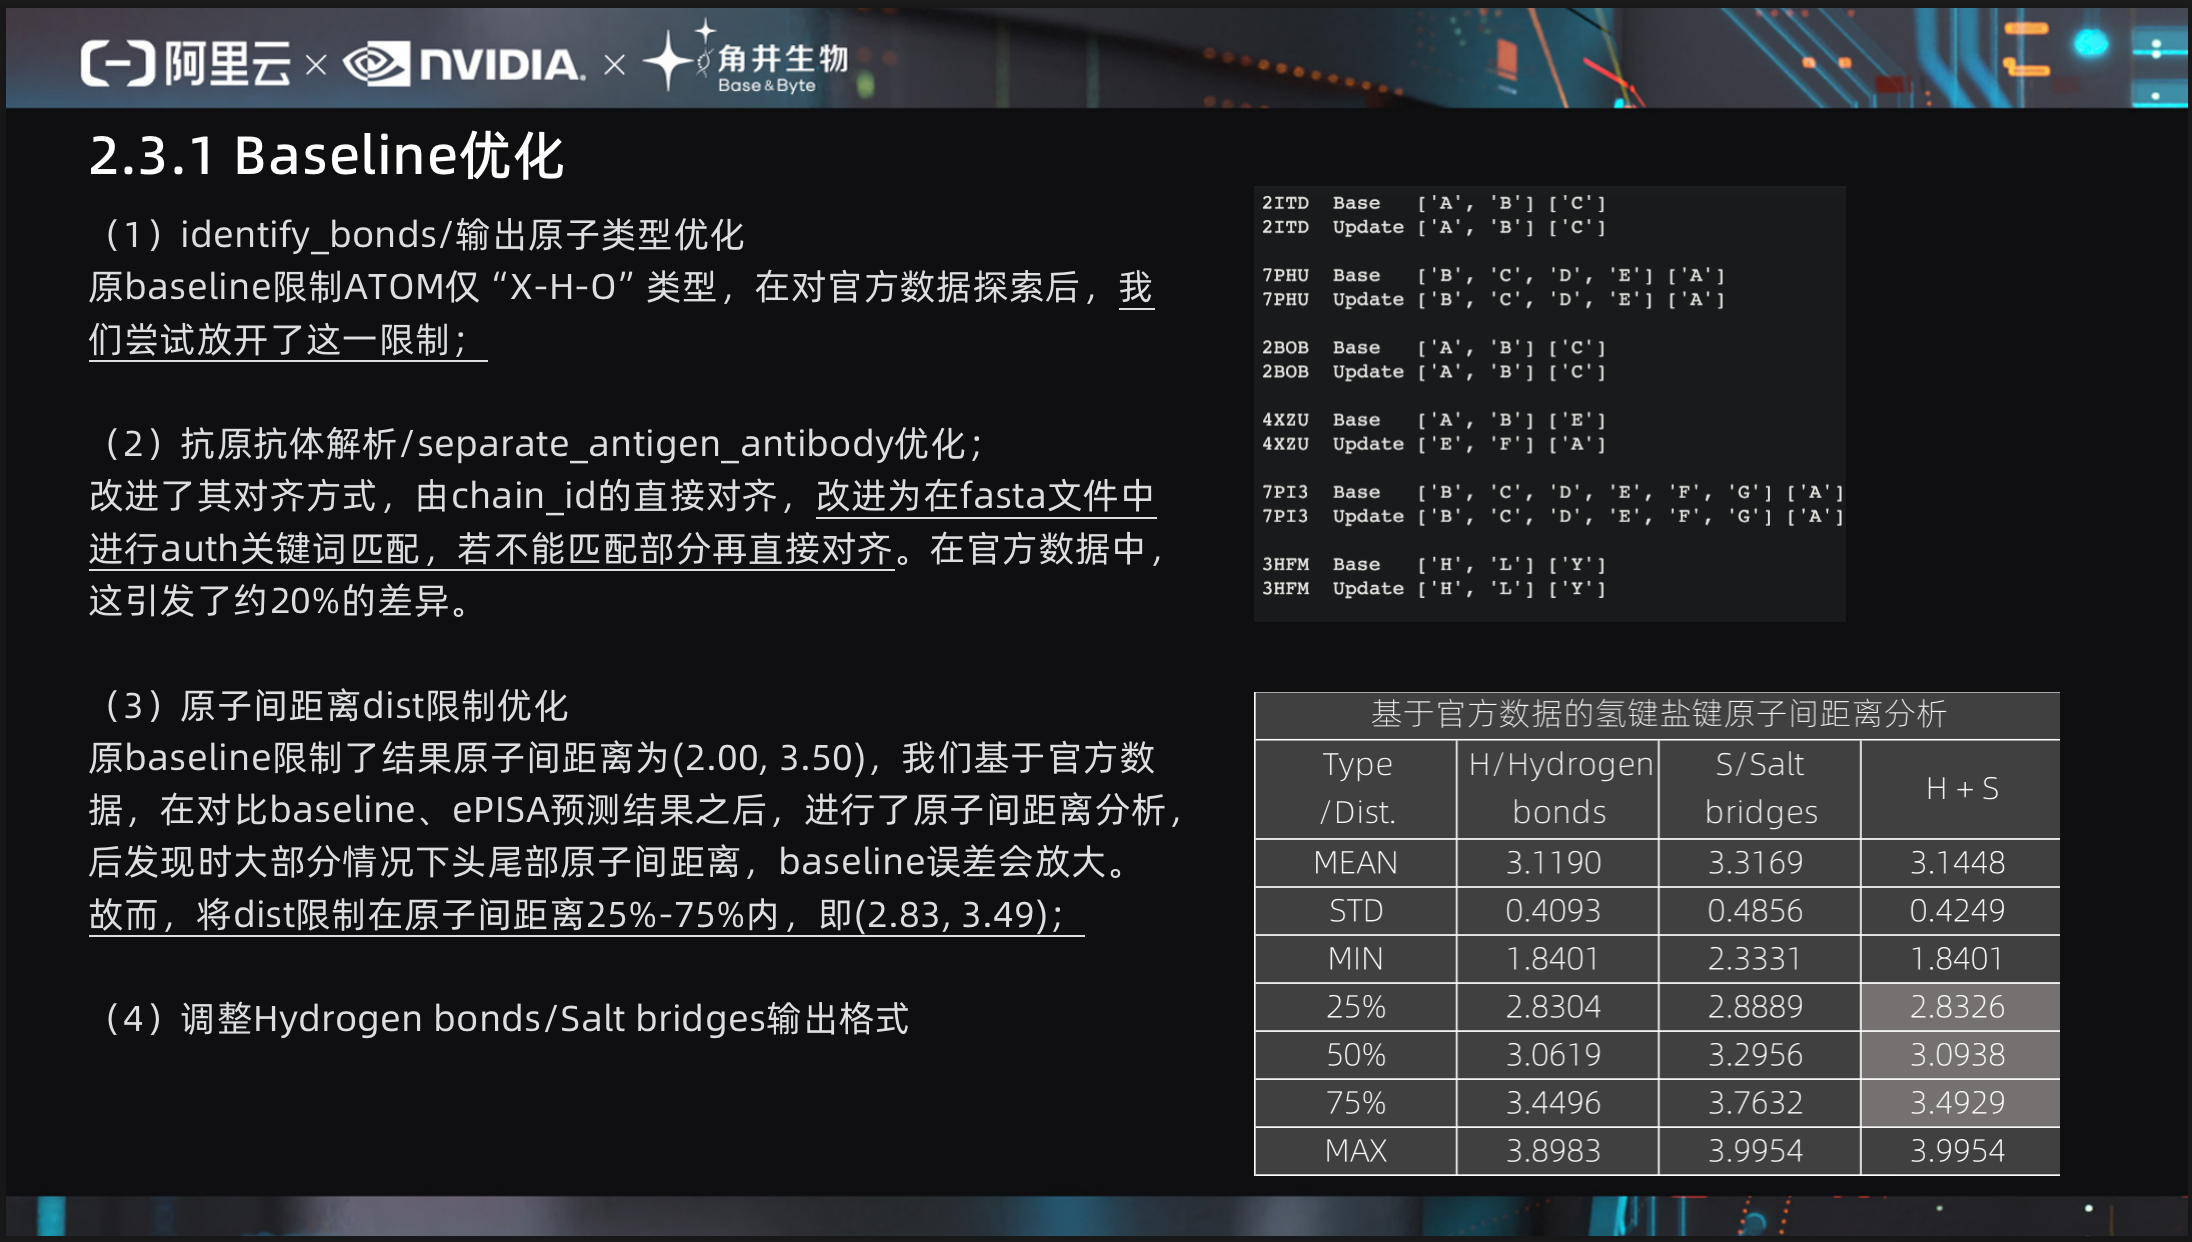 阿里云 × NVIDIA. × 角井生物
Base&Byte
2.3.1 Baseline优化
（1）identify_bonds/输出原子类型优化
原baseline限制ATOM仅“X-H-O”类型，在对官方数据探索后，我
们尝试放开了这一限制；
（2）抗原抗体解析/separate_antigen_antibody优化；
改进了其对齐方式，由chain_id的直接对齐，改进为在fasta文件中
进行auth关键词匹配，若不能匹配部分再直接对齐。在官方数据中，
这引发了约20%的差异。
（3）原子间距离dist限制优化
原baseline限制了结果原子间距离为(2.00, 3.50)，我们基于官方数
据，在对比baseline、ePISA预测结果之后，进行了原子间距离分析，
后发现时大部分情况下头尾部原子间距离，baseline误差会放大。
故而，将dist限制在原子间距离25%-75%内，即(2.83, 3.49)；
（4）调整Hydrogen bonds/Salt bridges输出格式
2ITD Base ['A', 'B'] ['C']
2ITD Update ['A', 'B'] ['C']
7PHU Base ['B', 'C', 'D', 'E'] ['A']
7PHU Update ['B', 'C', 'D', 'E'] ['A']
2BOB Base ['A', 'B'] ['C']
2BOB Update ['A', 'B'] ['C']
4XZU Base ['A', 'B'] ['E']
4XZU Update ['E', 'F'] ['A']
7PI3 Base ['B', 'C', 'D', 'E', 'F', 'G'] ['A']
7PI3 Update ['B', 'C', 'D', 'E', 'F', 'G'] ['A']
3HFM Base ['H', 'L'] ['Y']
3HFM Update ['H', 'L'] ['Y']
基于官方数据的氢键盐键原子间距离分析
Type /Dist. H/Hydrogen bonds S/Salt bridges H + S
MEAN 3.1190 3.3169 3.1448
STD 0.4093 0.4856 0.4249
MIN 1.8401 2.3331 1.8401
25% 2.8304 2.8889 2.8326
50% 3.0619 3.2956 3.0938
75% 3.4496 3.7632 3.4929
MAX 3.8983 3.9954 3.9954